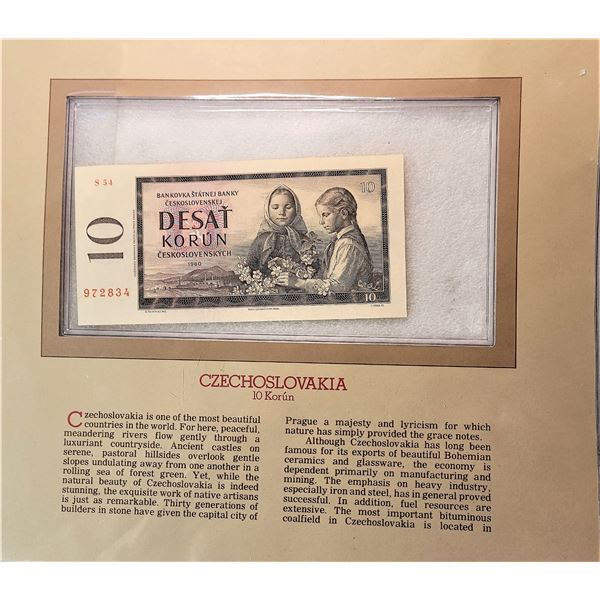 S 54
10
972834
BANKOVKA ŠTÁTNEJ BANKY
ČESKOSLOVENSKEJ
DESAŤ
KORÚN
ČESKOSLOVENSKÝCH
1960
10
10
CZECHOSLOVAKIA
10 Korún
Czechoslovakia is one of the most beautiful
countries in the world. For here, peaceful,
meandering rivers flow gently through a
luxuriant countryside. Ancient castles on
serene, pastoral hillsides overlook gentle
slopes undulating away from one another in a
rolling sea of forest green. Yet, while the
natural beauty of Czechoslovakia is indeed
stunning, the exquisite work of native artisans
is just as remarkable. Thirty generations of
builders in stone have given the capital city of
Prague a majesty and lyricism for which
nature has simply provided the grace notes.
Although Czechoslovakia has long been
famous for its exports of beautiful Bohemian
ceramics and glassware, the economy is
dependent primarily on manufacturing and
mining. The emphasis on heavy industry,
especially iron and steel, has in general proved
successful. In addition, fuel resources are
extensive. The most important bituminous
coalfield in Czechoslovakia is located in